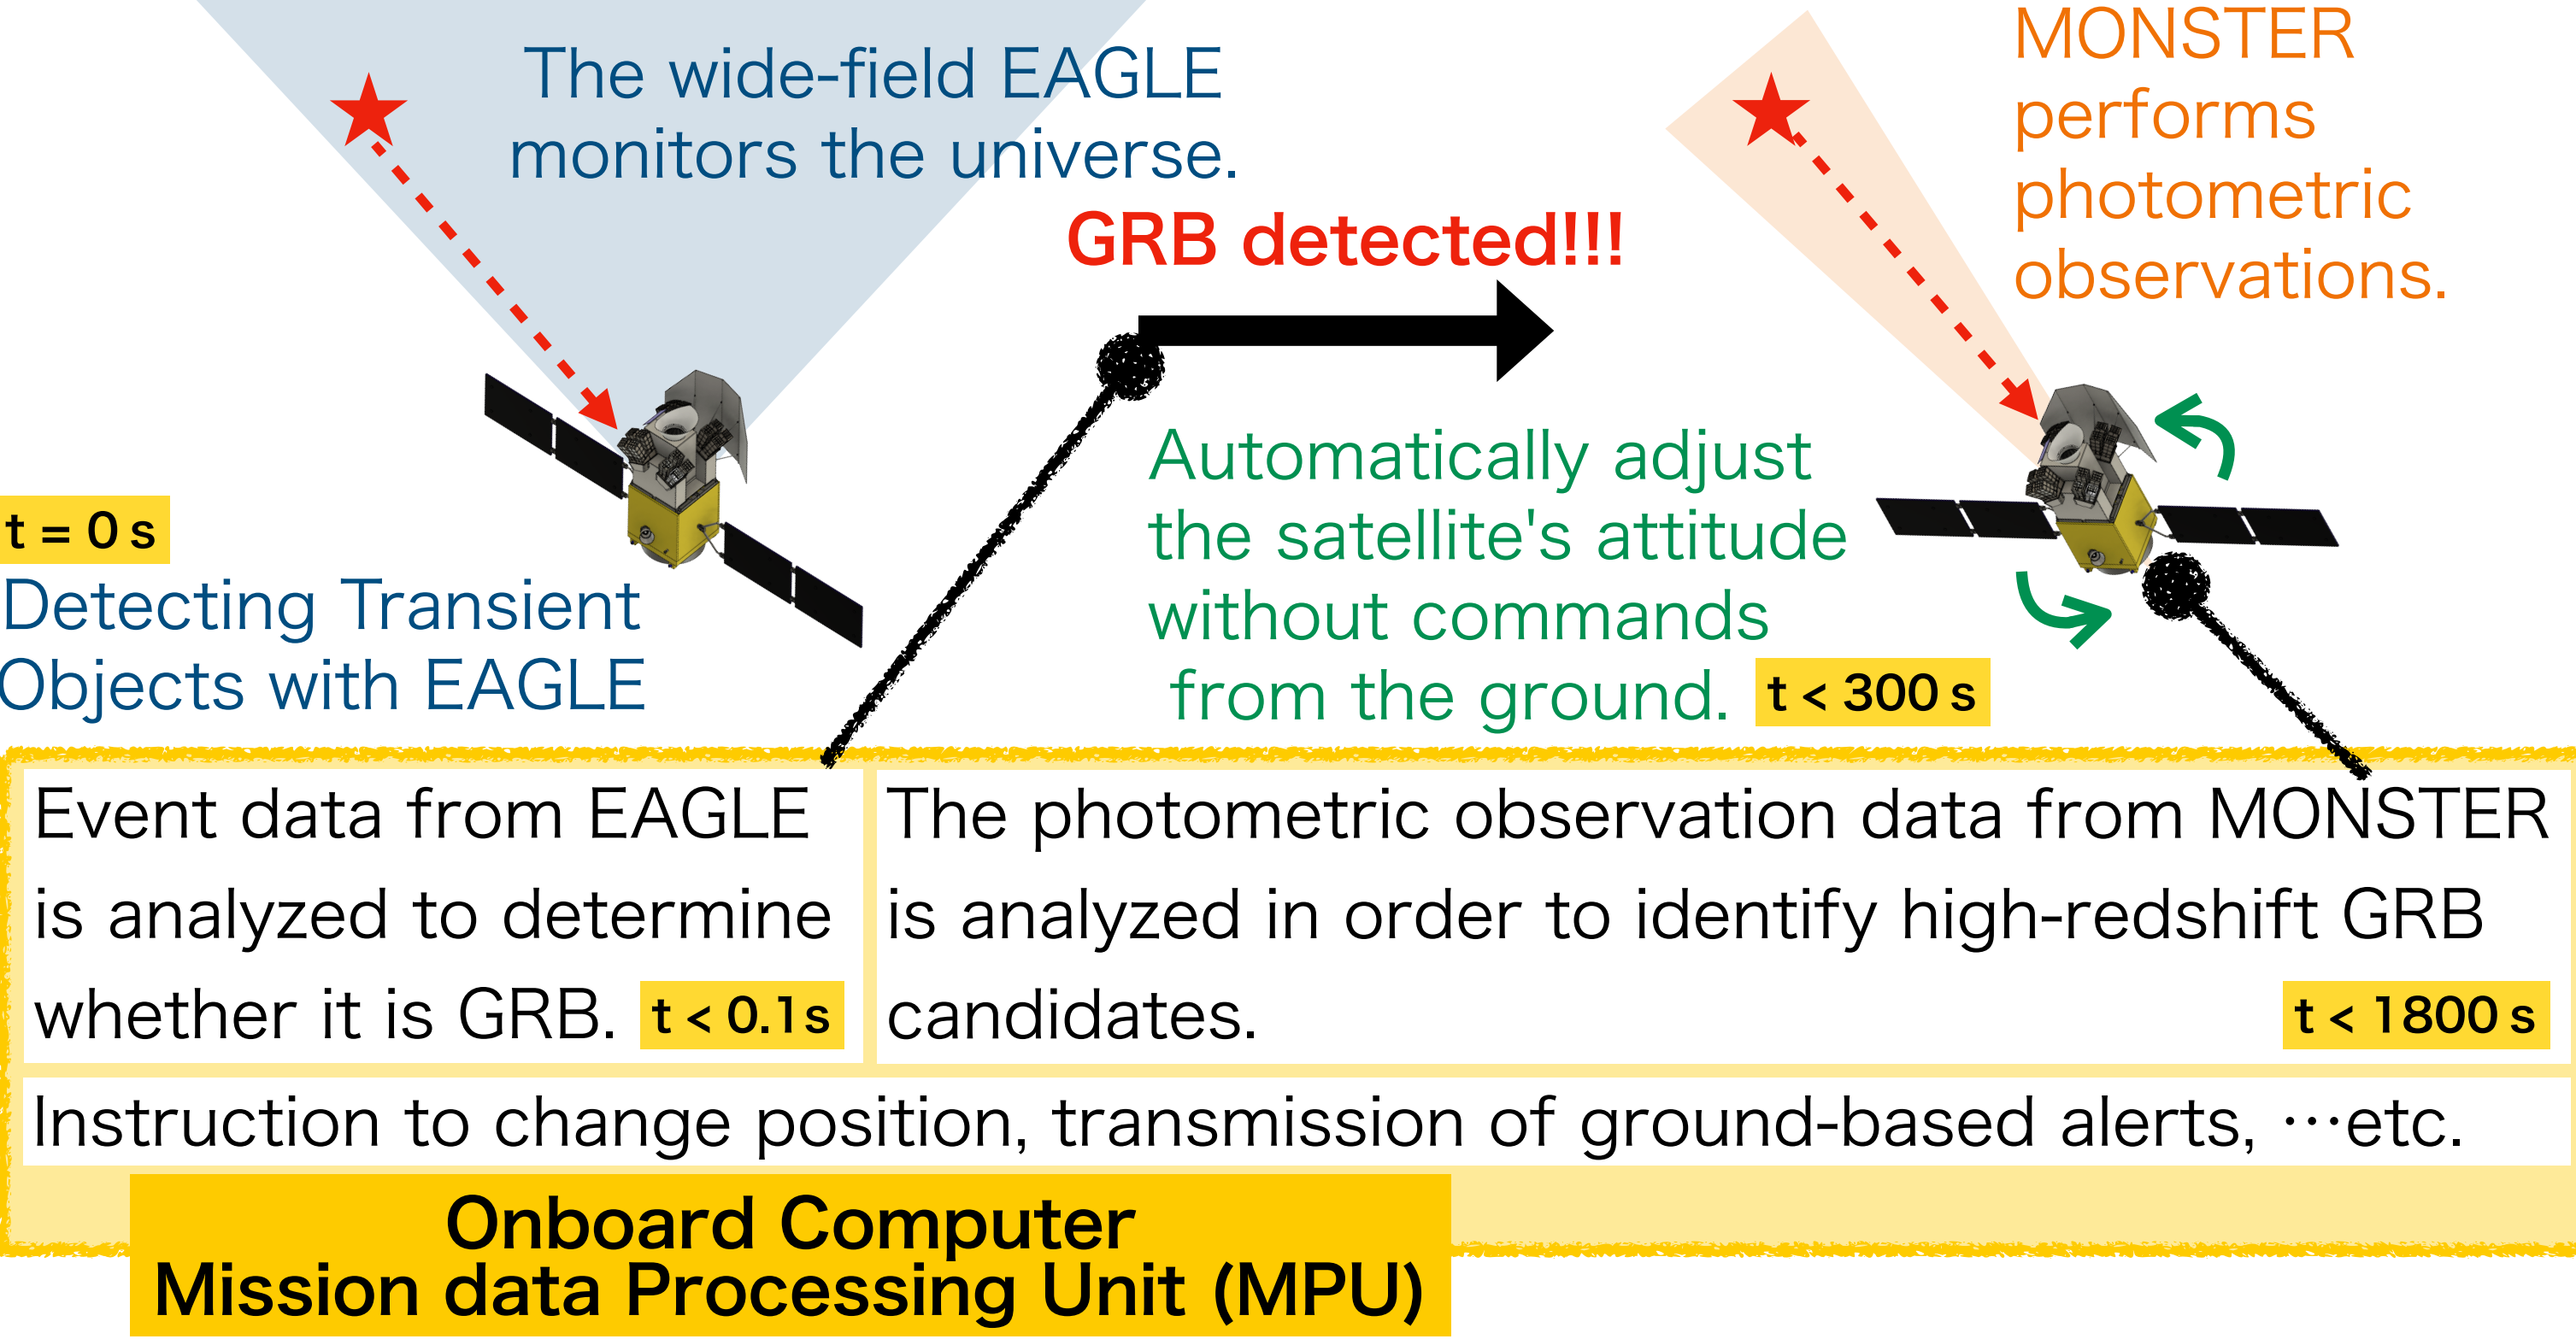 The wide-field EAGLE
monitors the universe.
GRB detected!!!
MONSTER
performs
photometric
observations.
t = 0 s
Detecting Transient
Objects with EAGLE
Automatically adjust
the satellite's attitude
without commands
from the ground.
t < 300 s
Event data from EAGLE
is analyzed to determine
whether it is GRB.
t < 0.1s
The photometric observation data from MONSTER
is analyzed in order to identify high-redshift GRB
candidates.
t < 1800 s
Instruction to change position, transmission of ground-based alerts, …etc.
Onboard Computer
Mission data Processing Unit (MPU)